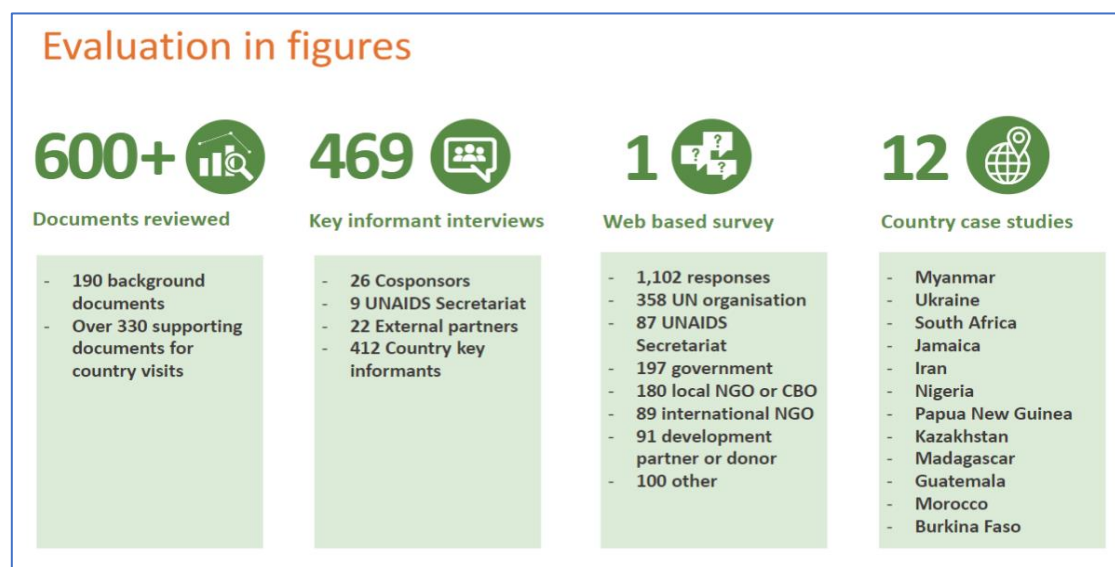 Evaluation in figures
600+
Documents reviewed
- 190 background
documents
- Over 330 supporting
documents for
country visits
469
Key informant interviews
- 26 Cosponsors
- 9 UNAIDS Secretariat
- 22 External partners
- 412 Country key
informants
1
? ? ?
Web based survey
- 1,102 responses
- 358 UN organisation
- 87 UNAIDS
Secretariat
- 197 government
- 180 local NGO or CBO
- 89 international NGO
- 91 development
partner or donor
- 100 other
12
Country case studies
- Myanmar
- Ukraine
- South Africa
- Jamaica
- Iran
- Nigeria
- Papua New Guinea
- Kazakhstan
- Madagascar
- Guatemala
- Morocco
- Burkina Faso